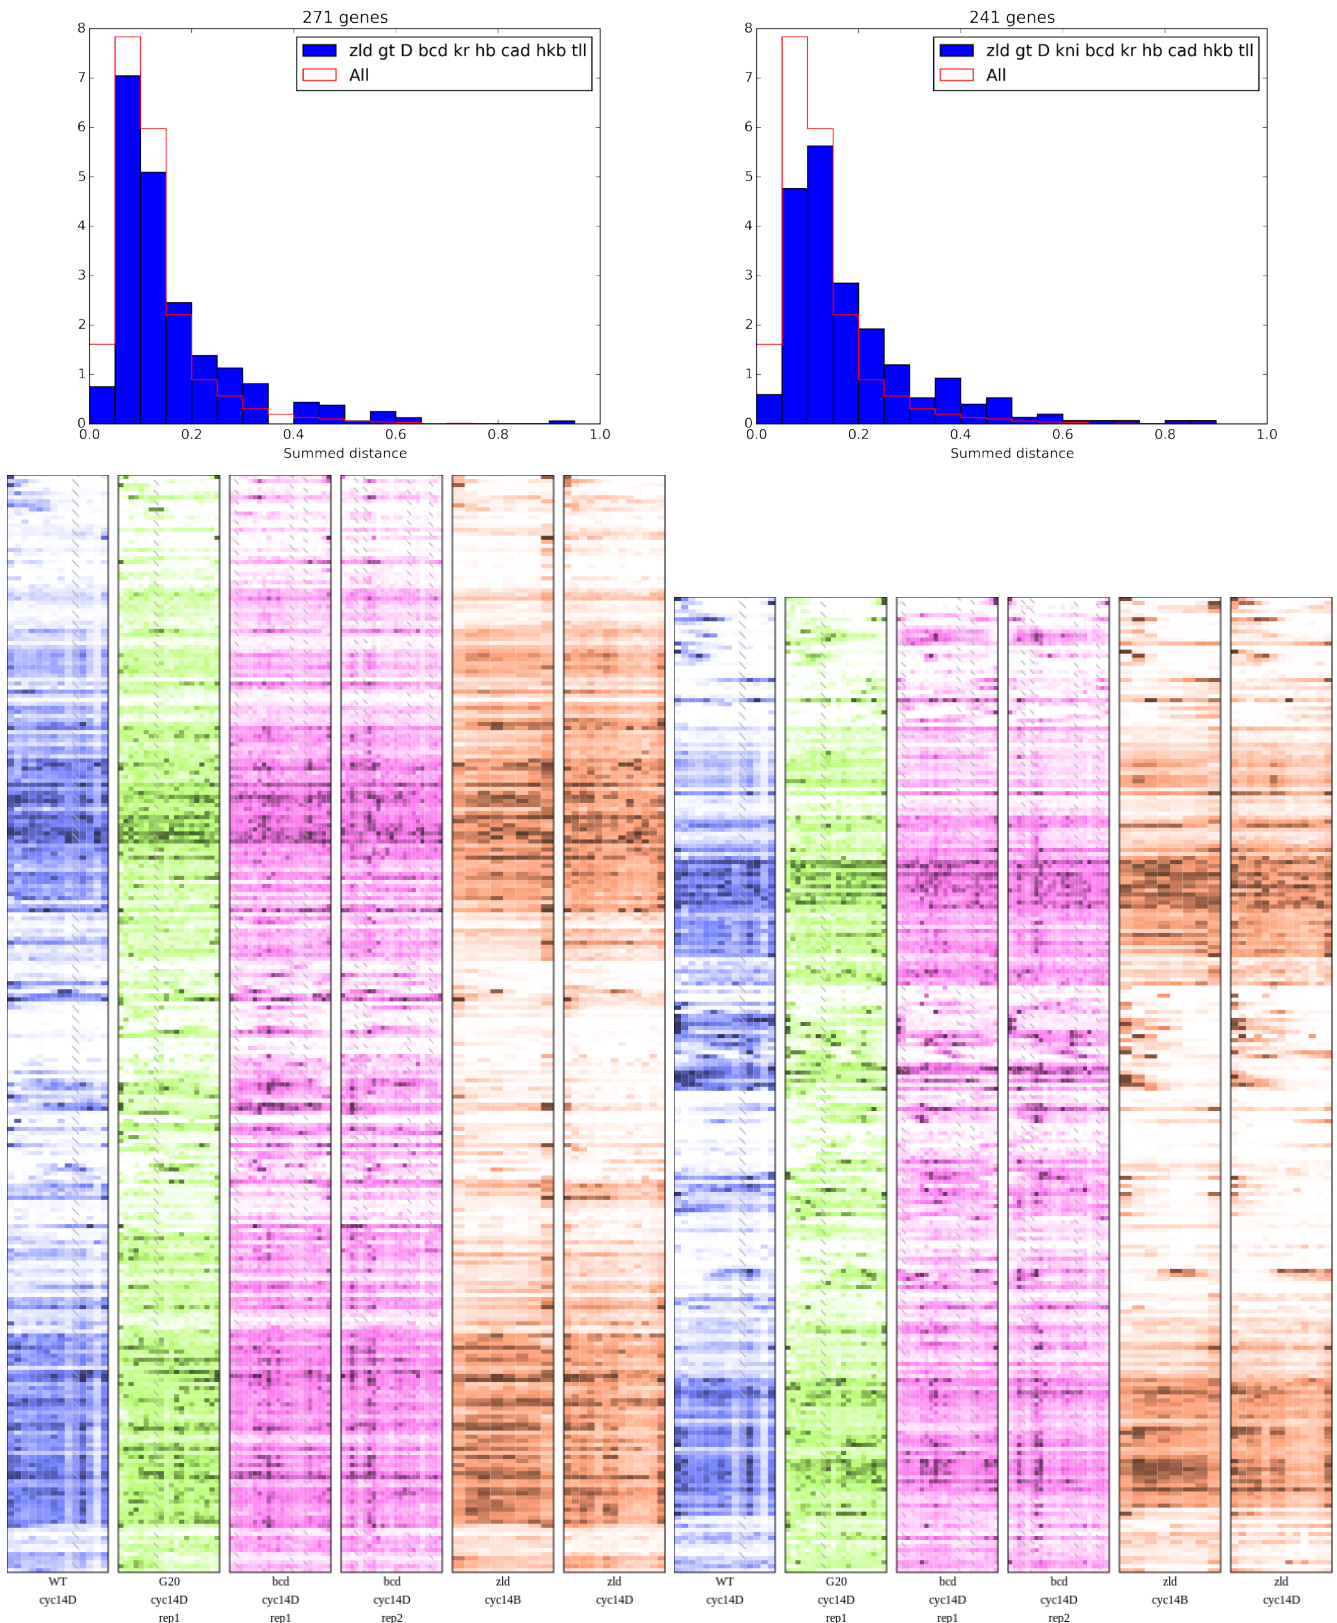 271 genes
8
7
6
5
4
3
2
1
0
zld gt D bcd kr hb cad hkb tll
All
0.0 0.2 0.4 0.6 0.8 1.0
Summed distance
241 genes
8
7
6
5
4
3
2
1
0
zld gt D kni bcd kr hb cad hkb tll
All
0.0 0.2 0.4 0.6 0.8 1.0
Summed distance
WT
cyc14D
G20
cyc14D
rep1
bcd
cyc14D
rep1
bcd
cyc14D
rep2
zld
cyc14B
zld
cyc14D
WT
cyc14D
G20
cyc14D
rep1
bcd
cyc14D
rep1
bcd
cyc14D
rep2
zld
cyc14B
zld
cyc14D